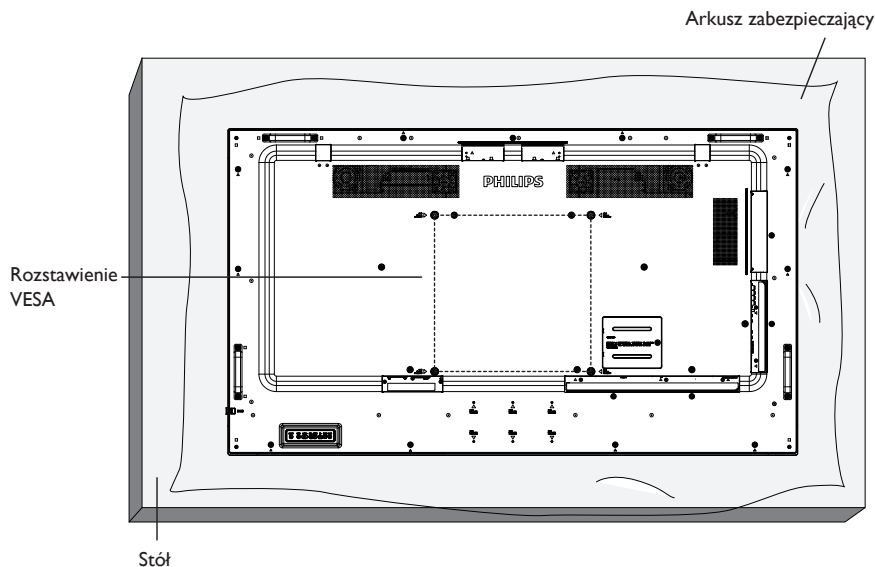 Arkusz zabezpieczający
PHILIPS
Rozstawienie
VESA
Stół